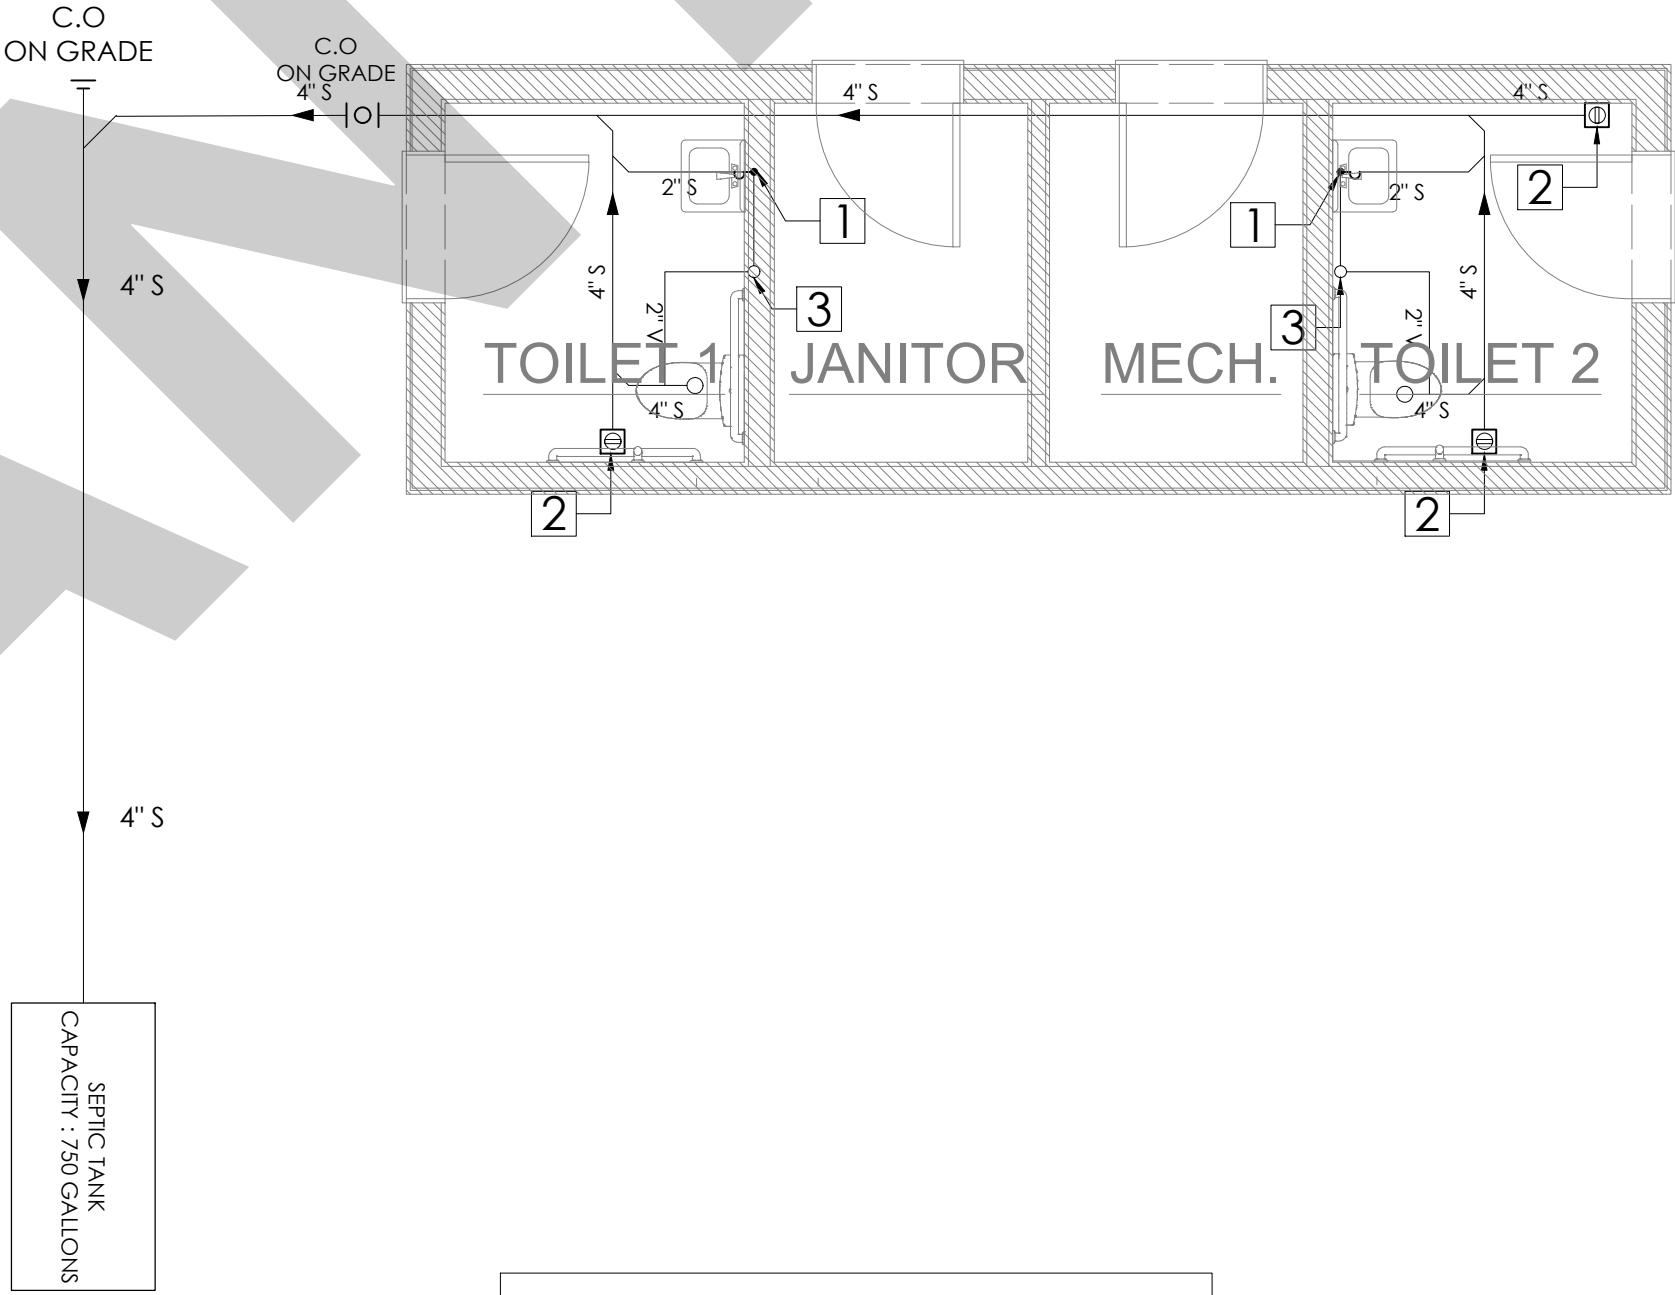 C.O
ON GRADE
C.O
ON GRADE
4" S
4" S
4" S
2" S
1
2" S
1
2
4" S
3
2" V
4" S
3
2" V
4" S
TOILET 1
JANITOR
MECH.
TOILET 2
4" S
4" S
2
2
4" S
SEPTIC TANK
CAPACITY : 750 GALLONS